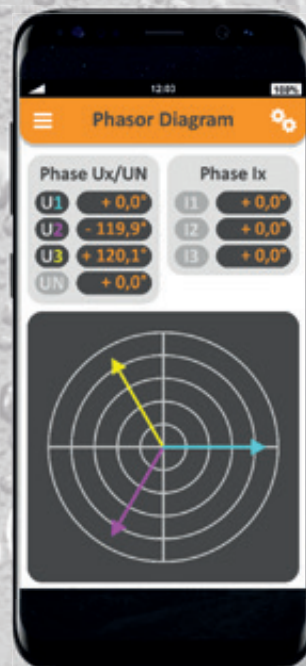 12:03 100%
Phasor Diagram
Phase Ux/UN
U1 + 0,0°
U2 - 119,9°
U3 + 120,1°
UN + 0,0°
Phase Ix
I1 + 0,0°
I2 + 0,0°
I3 + 0,0°